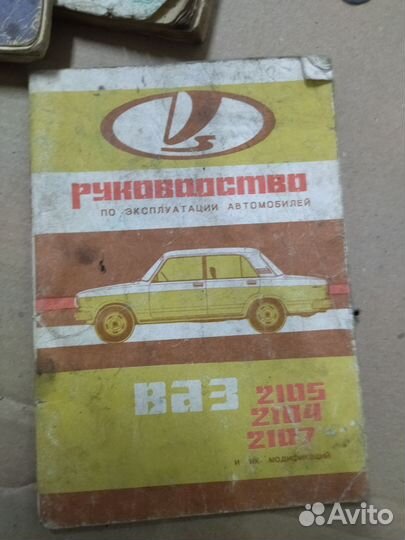 РУКОВОДСТВО
ПО ЭКСПЛУАТАЦИИ АВТОМОБИЛЕЙ
ВАЗ 2105
2104
2107
И ИХ МОДИФИКАЦИЙ
Avito